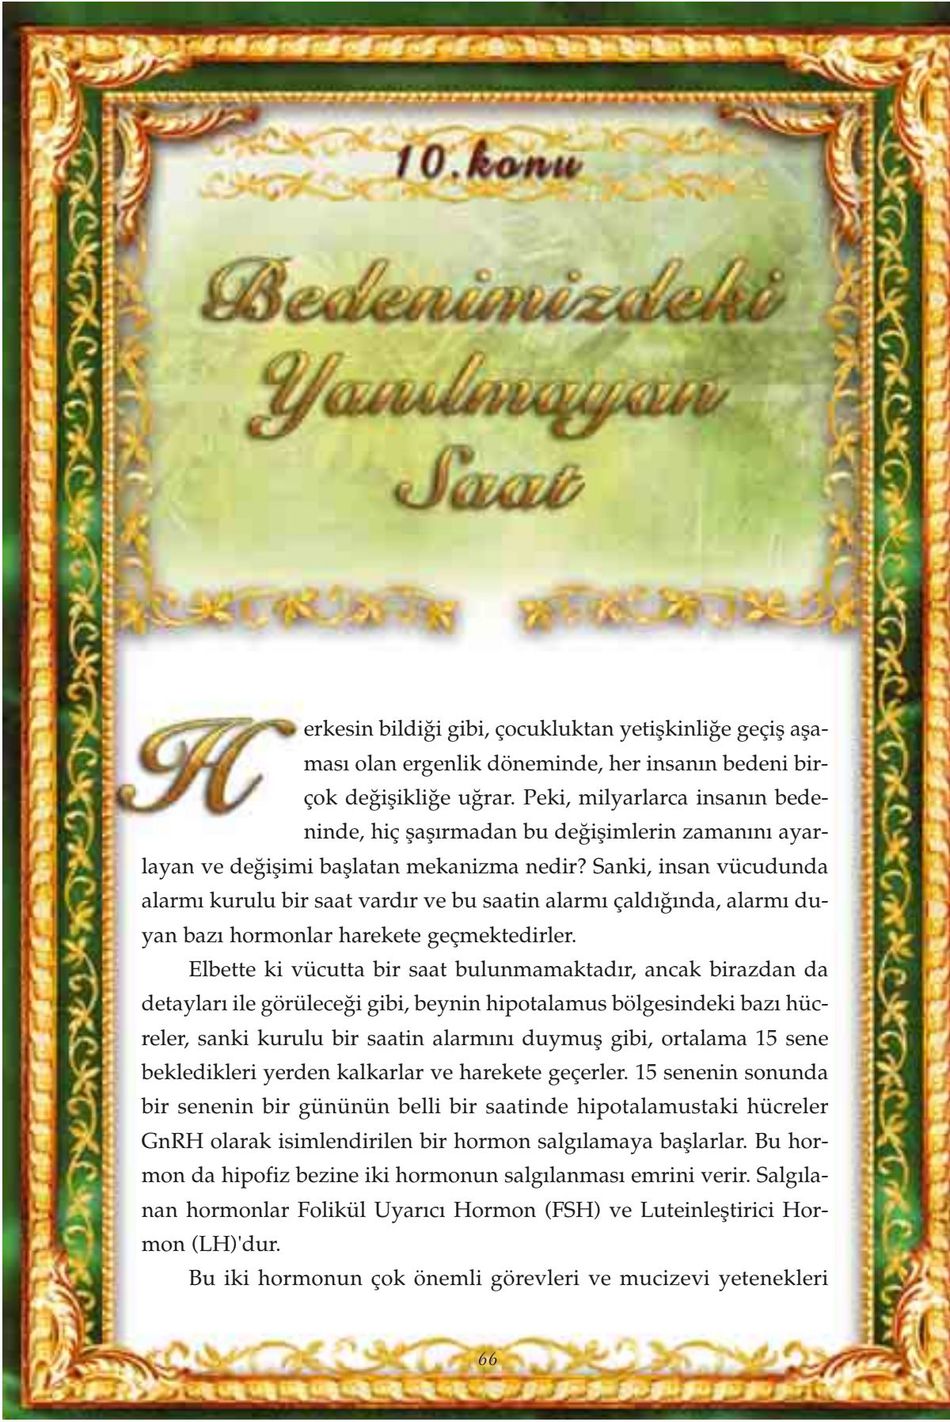 10.konu
Bedenimizdeki
Yanılmayan
Saat
Herkesin bildiği gibi, çocukluktan yetişkinliğe geçiş aşa-
ması olan ergenlik döneminde, her insanın bedeni bir-
çok değişikliğe uğrar. Peki, milyarlarca insanın bede-
ninde, hiç şaşırmadan bu değişimlerin zamanını ayar-
layan ve değişimi başlatan mekanizma nedir? Sanki, insan vücudunda
alarmı kurulu bir saat vardır ve bu saatin alarmı çaldığında, alarmı du-
yan bazı hormonlar harekete geçmektedirler.
Elbette ki vücutta bir saat bulunmamaktadır, ancak birazdan da
detayları ile görüleceği gibi, beynin hipotalamus bölgesindeki bazı hüc-
reler, sanki kurulu bir saatin alarmını duymuş gibi, ortalama 15 sene
bekledikleri yerden kalkarlar ve harekete geçerler. 15 senenin sonunda
bir senenin bir gününün belli bir saatinde hipotalamustaki hücreler
GnRH olarak isimlendirilen bir hormon salgılamaya başlarlar. Bu hor-
mon da hipofiz bezine iki hormonun salgılanması emrini verir. Salgıla-
nan hormonlar Folikül Uyarıcı Hormon (FSH) ve Luteinleştirici Hor-
mon (LH)'dur.
Bu iki hormonun çok önemli görevleri ve mucizevi yetenekleri
66